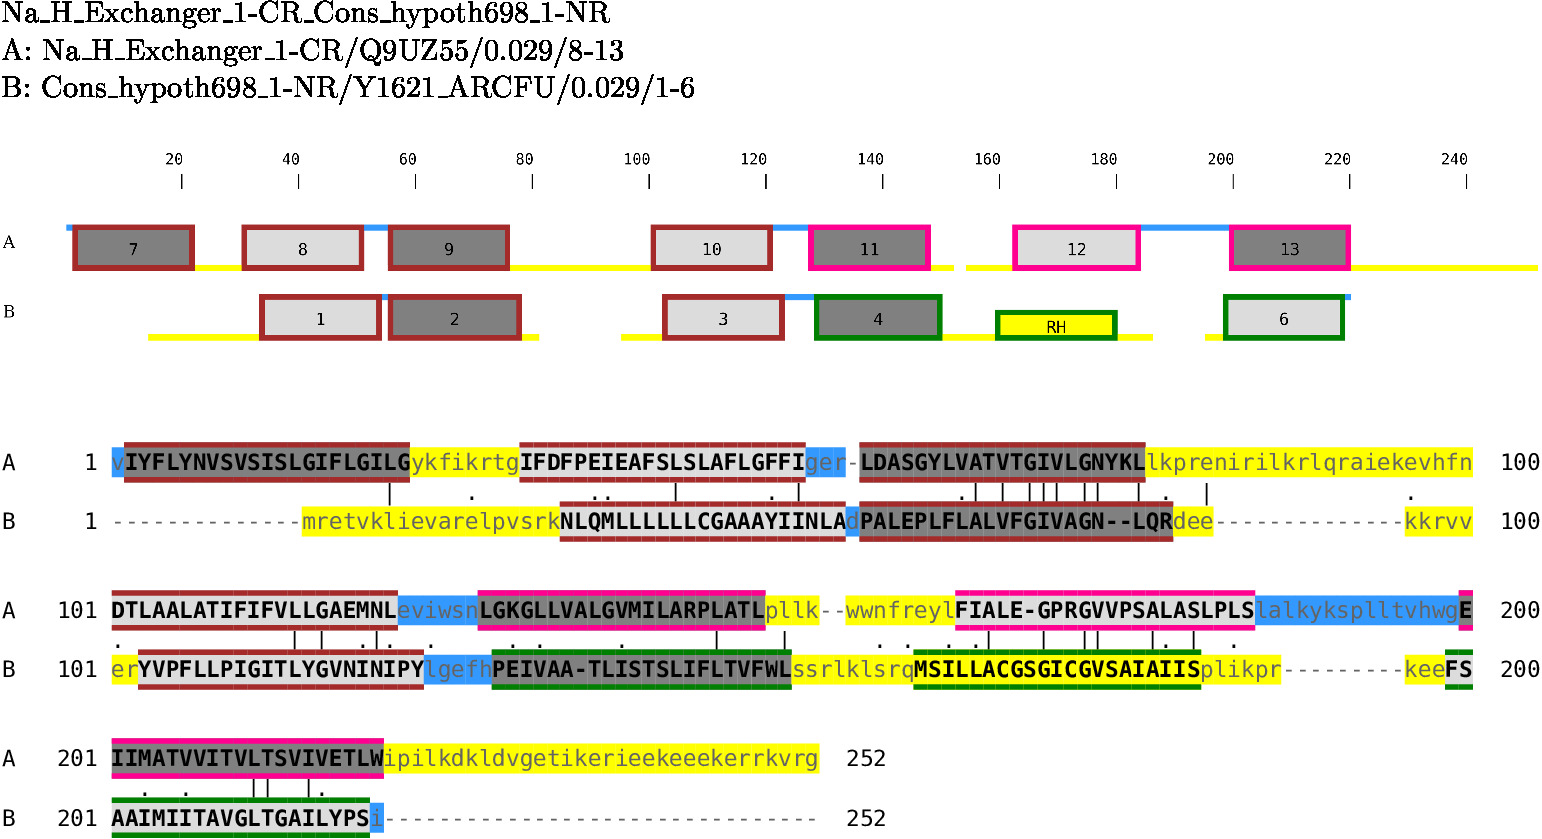 Na_H_Exchanger_1-CR_Cons_hypoth698_1-NR
A: Na_H_Exchanger_1-CR/Q9UZ55/0.029/8-13
B: Cons_hypoth698_1-NR/Y1621_ARCFU/0.029/1-6
20 40 60 80 100 120 140 160 180 200 220 240
A 7 8 9 10 11 12 13
B 1 2 3 4 RH 6
A 1 vIYFLYNVSVSISLGIFLGILGykfikrtgIFDFPEIEAFSLSLAFLGFFIger-LDASGYLVATVTGIVLGNYKLlkprenirilkrlqraiekevhfn 100
B 1 --------------mretvklievarelpvsrkNLQMLLLLLLCGAAAYIINLAdPALEPLFLALVFGIVAGN--LQRdee--------------kkrvv 100
A 101 DTLAALATIFIFVLLGAEMNLeviwsnLGKGLLVALGVMILARPLATLpllk--wwnfreylFIALE-GPRGVVPSALASLPLSlalkyksplltvhwgE 200
B 101 erYVPFLLPIGITLYGVNINIPYlgefhPEIVAA-TLISTSLIFLTVFWLssrlklsrqMSILLACGSGICGVSAIAIISplikpr---------keeFS 200
A 201 IIMATVVITVLTSVIVETLWipilkdkldvgetikerieekeeekerrkvrg 252
B 201 AAIMIITAVGLTGAILYPSi-------------------------------- 252